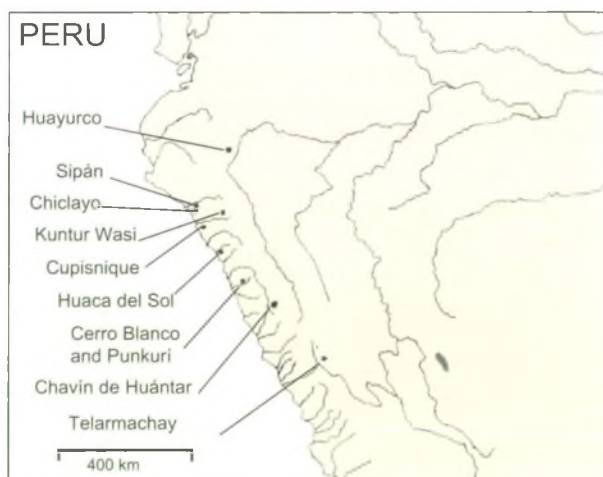 PERU
Huayurco
Sipán
Chiclayo
Kuntur Wasi
Cupisnique
Huaca del Sol
Cerro Blanco
and Punkuri
Chavín de Huántar
Telarmachay
400 km